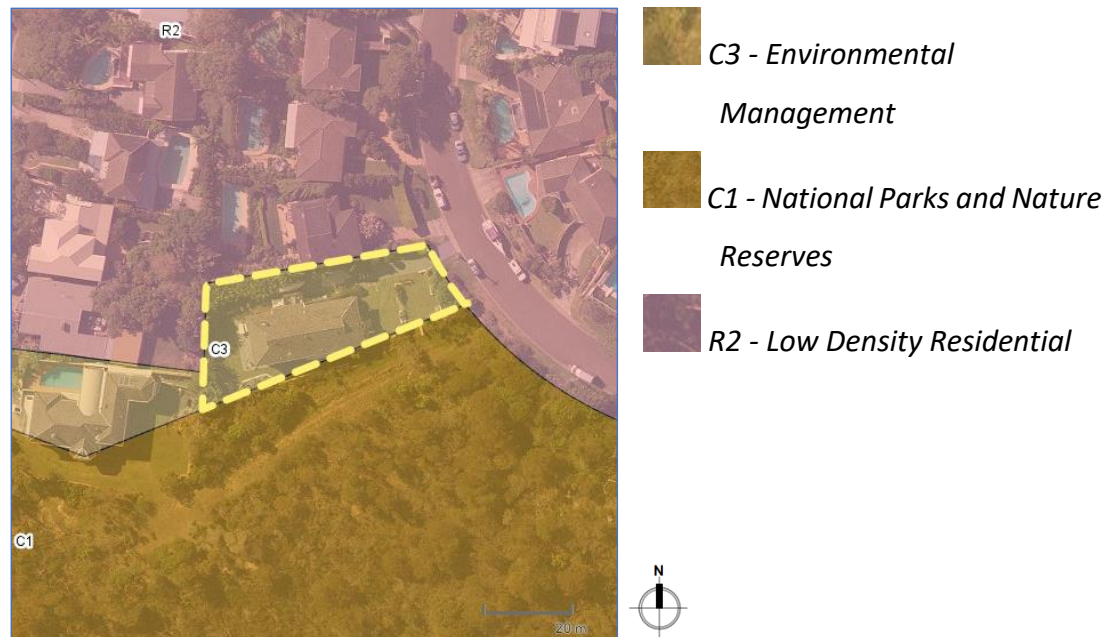 R2
C3
C1
20 m
C3 - Environmental
Management
C1 - National Parks and Nature
Reserves
R2 - Low Density Residential
N